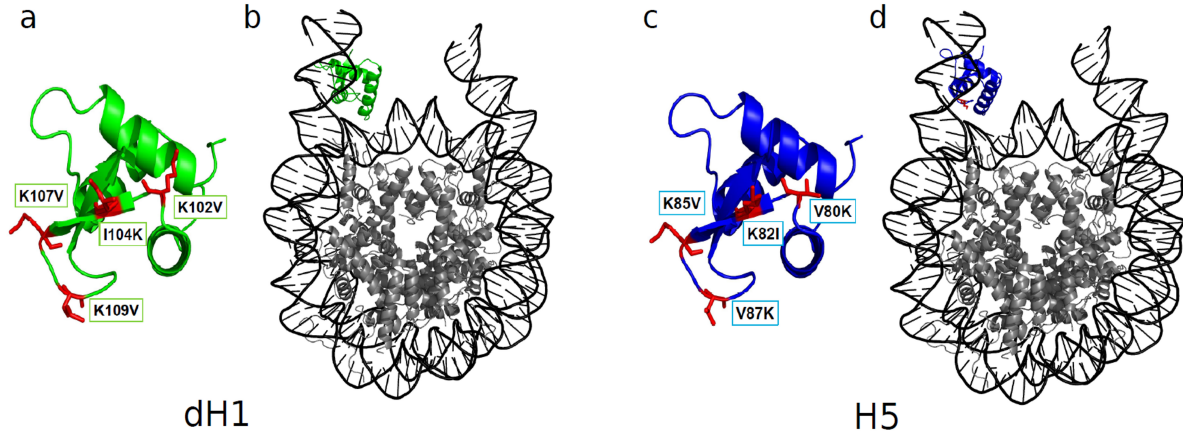 a
b
c
d
K107V
K102V
I104K
K109V
K85V
V80K
K82I
V87K
dH1
H5